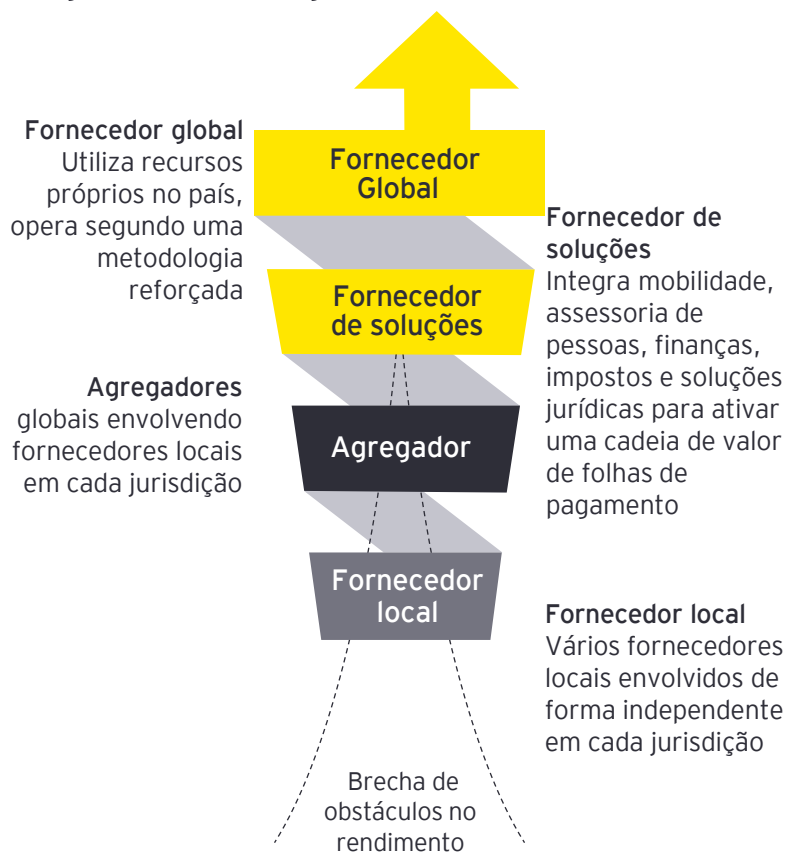 Fornecedor global
Utiliza recursos
próprios no país,
opera segundo uma
metodologia
reforçada
Fornecedor
Global
Fornecedor de
soluções
Integra mobilidade,
assessoria de
pessoas, finanças,
impostos e soluções
jurídicas para ativar
uma cadeia de valor
de folhas de
pagamento
Fornecedor
de soluções
Agregadores
globais envolvendo
fornecedores locais
em cada jurisdição
Agregador
Fornecedor
local
Fornecedor local
Vários fornecedores
locais envolvidos de
forma independente
em cada jurisdição
Brecha de
obstáculos no
rendimento